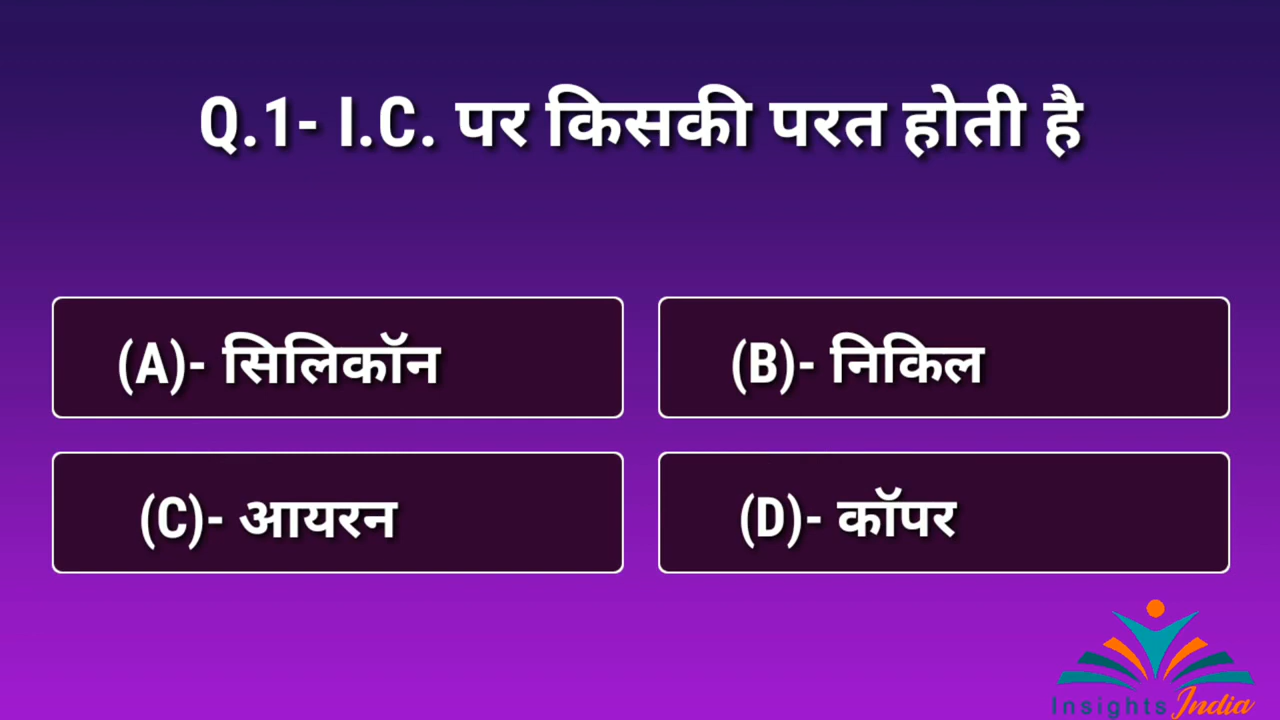 Q.1- I.C. पर किसकी परत होती है
(A)- सिलिकॉन
(B)- निकिल
(C)- आयरन
(D)- कॉपर
Insights India